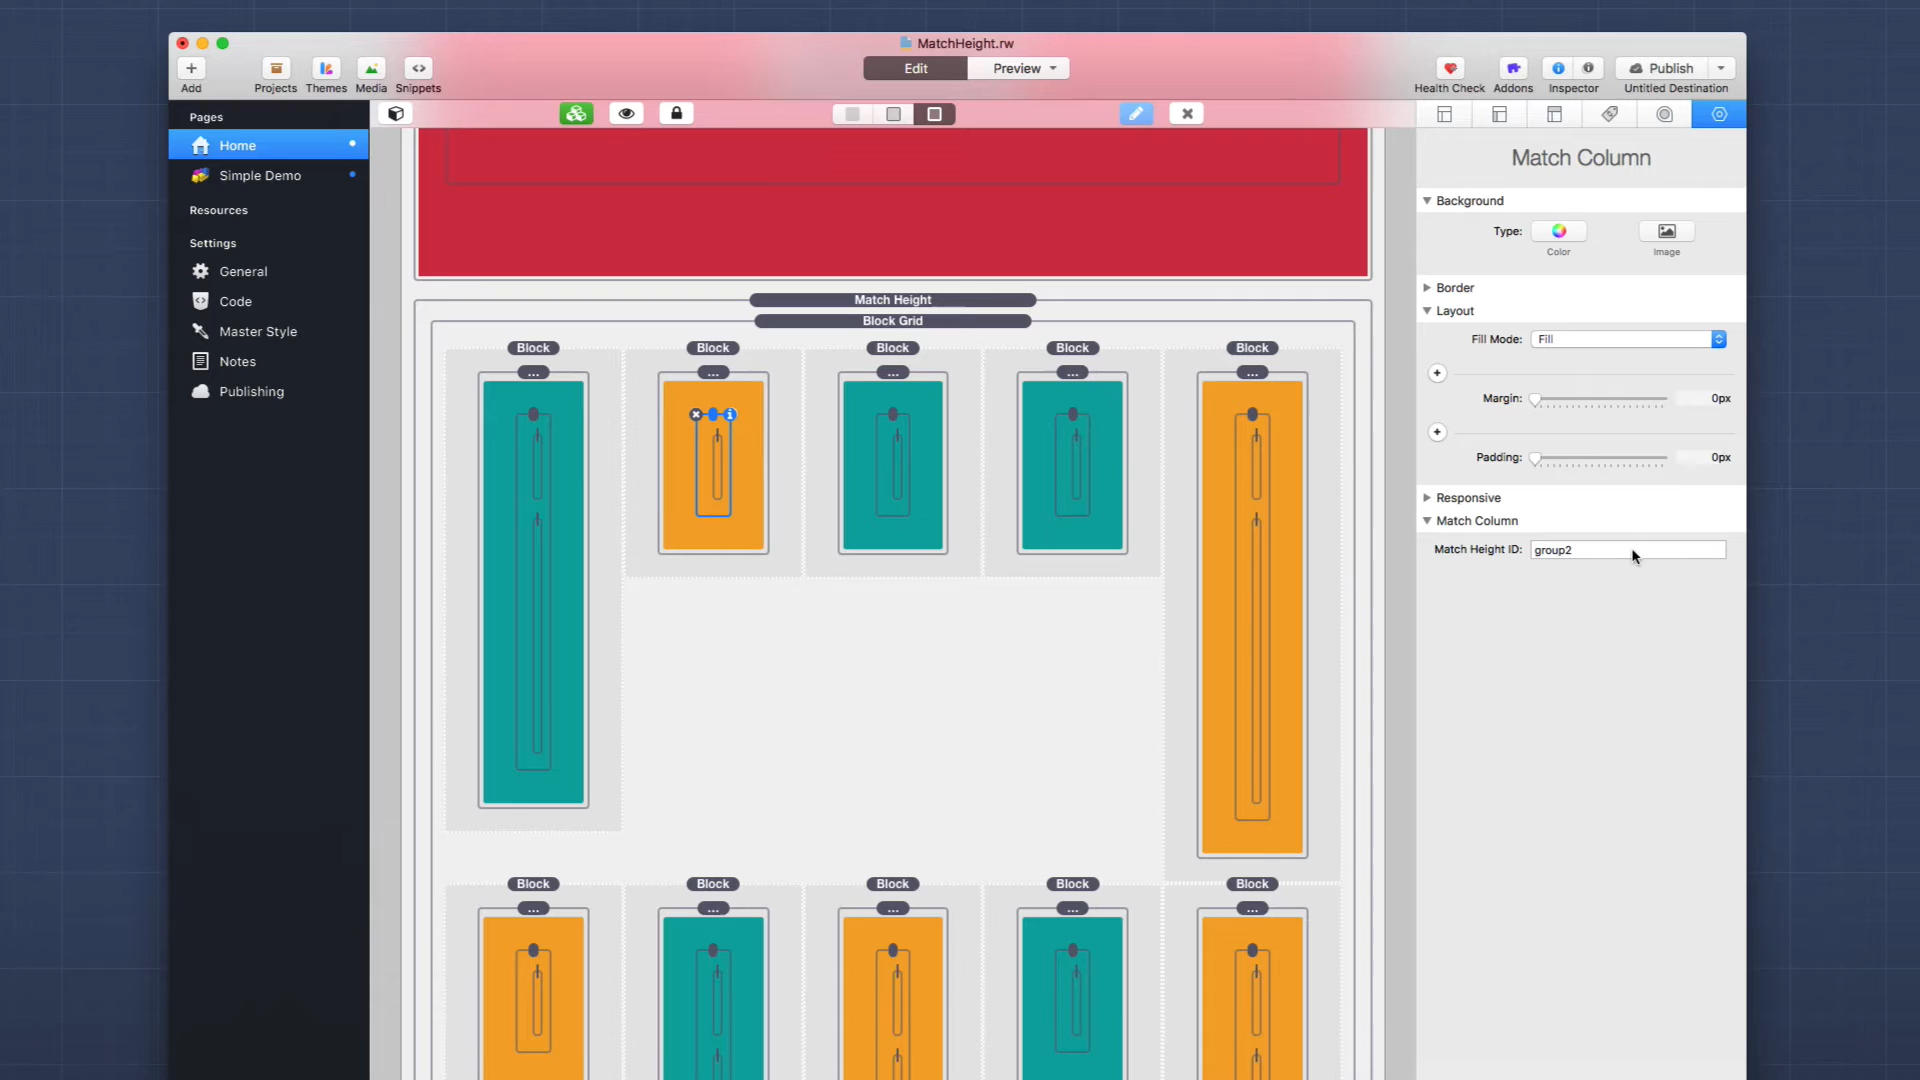 MatchHeight.rw
Edit
Preview
Add
Projects
Themes
Media
Snippets
Health Check
Addons
Inspector
Publish
Untitled Destination
Pages
Home
Simple Demo
Resources
Settings
General
Code
Master Style
Notes
Publishing
Match Height
Block Grid
Block
Block
Block
Block
Block
...
...
...
...
...
Block
Block
Block
Block
Block
...
...
...
...
...
Match Column
Background
Type:
Color
Image
Border
Layout
Fill Mode: Fill
Margin: 0px
Padding: 0px
Responsive
Match Column
Match Height ID: group2